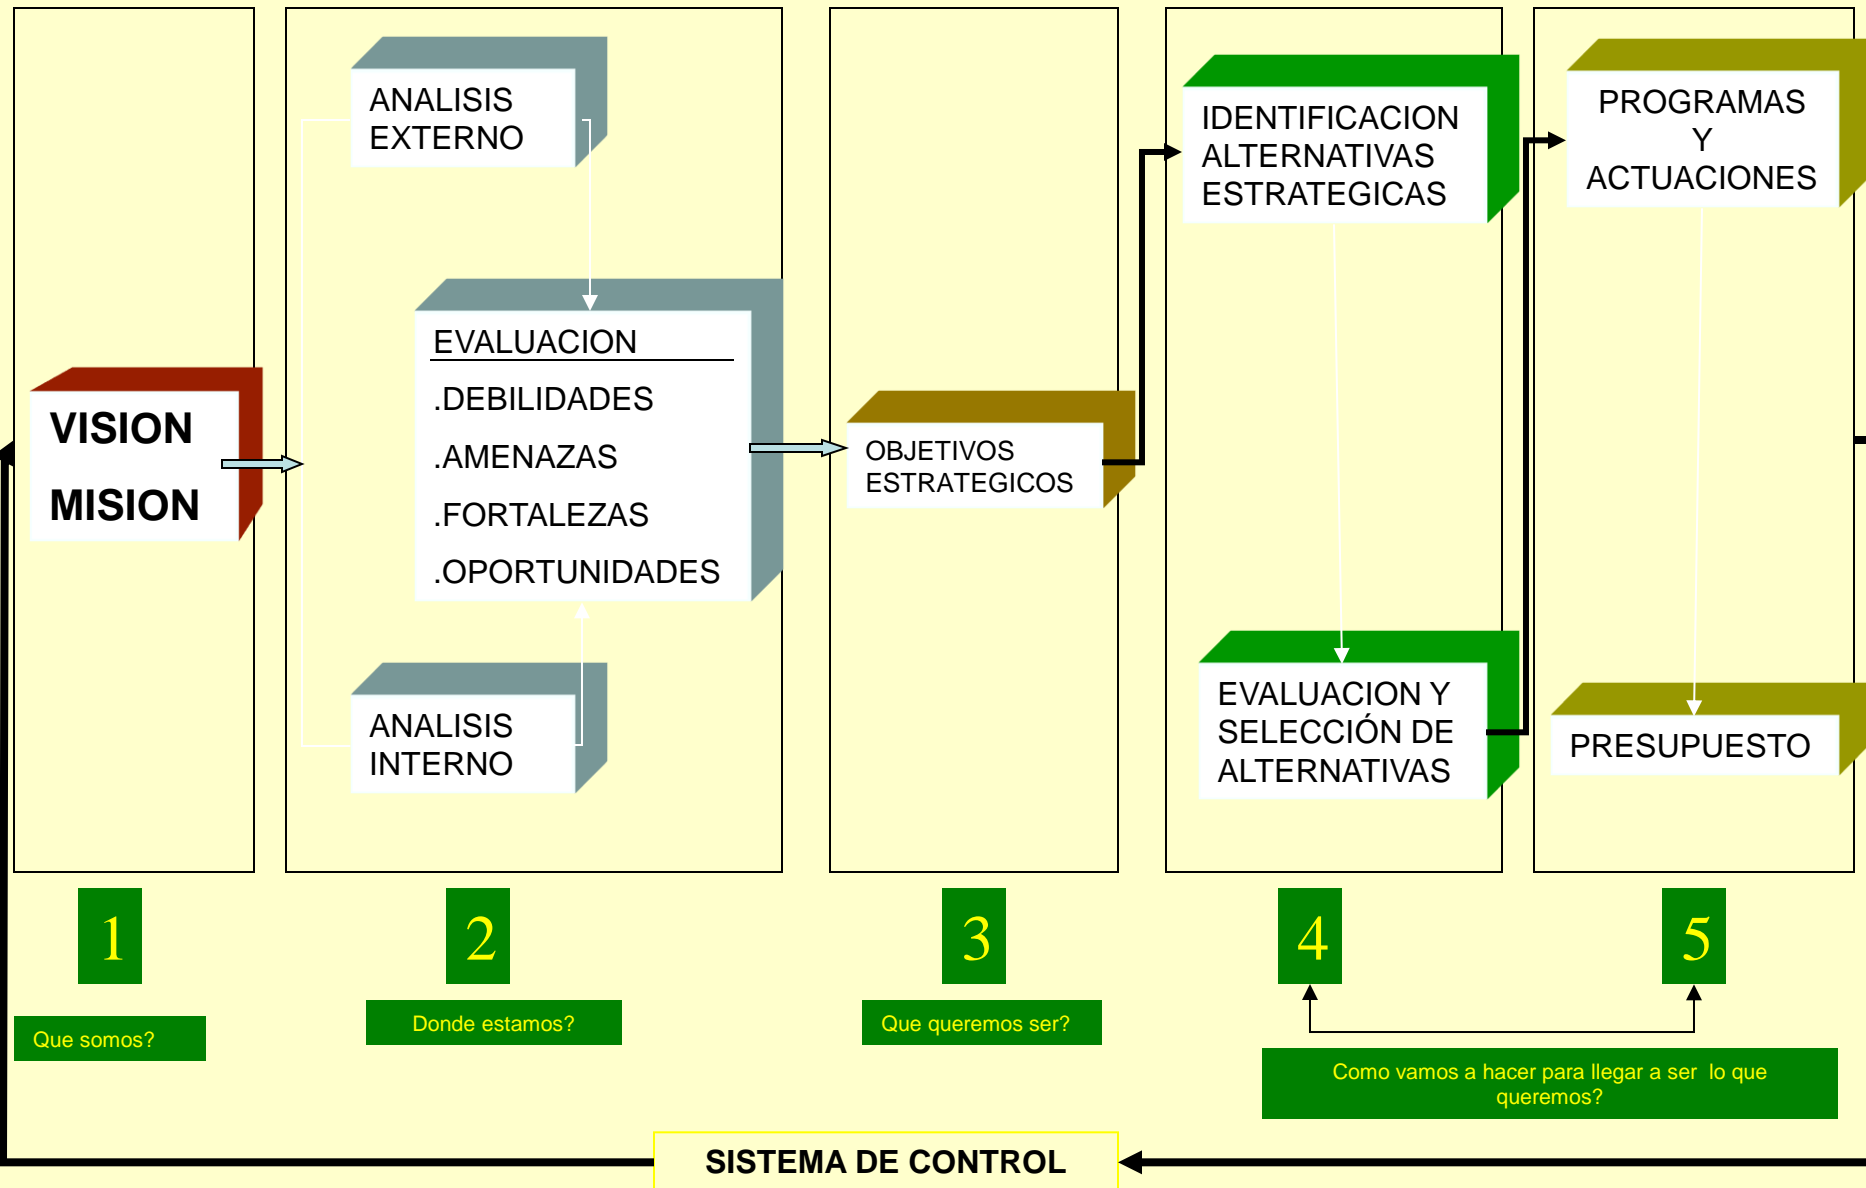 VISION
MISION
ANALISIS
EXTERNO
EVALUACION
.DEBILIDADES
.AMENAZAS
.FORTALEZAS
.OPORTUNIDADES
ANALISIS
INTERNO
OBJETIVOS
ESTRATEGICOS
IDENTIFICACION
ALTERNATIVAS
ESTRATEGICAS
EVALUACION Y
SELECCIÓN DE
ALTERNATIVAS
PROGRAMAS
Y
ACTUACIONES
PRESUPUESTO
1
2
3
4
5
Que somos?
Donde estamos?
Que queremos ser?
Como vamos a hacer para llegar a ser lo que
queremos?
SISTEMA DE CONTROL